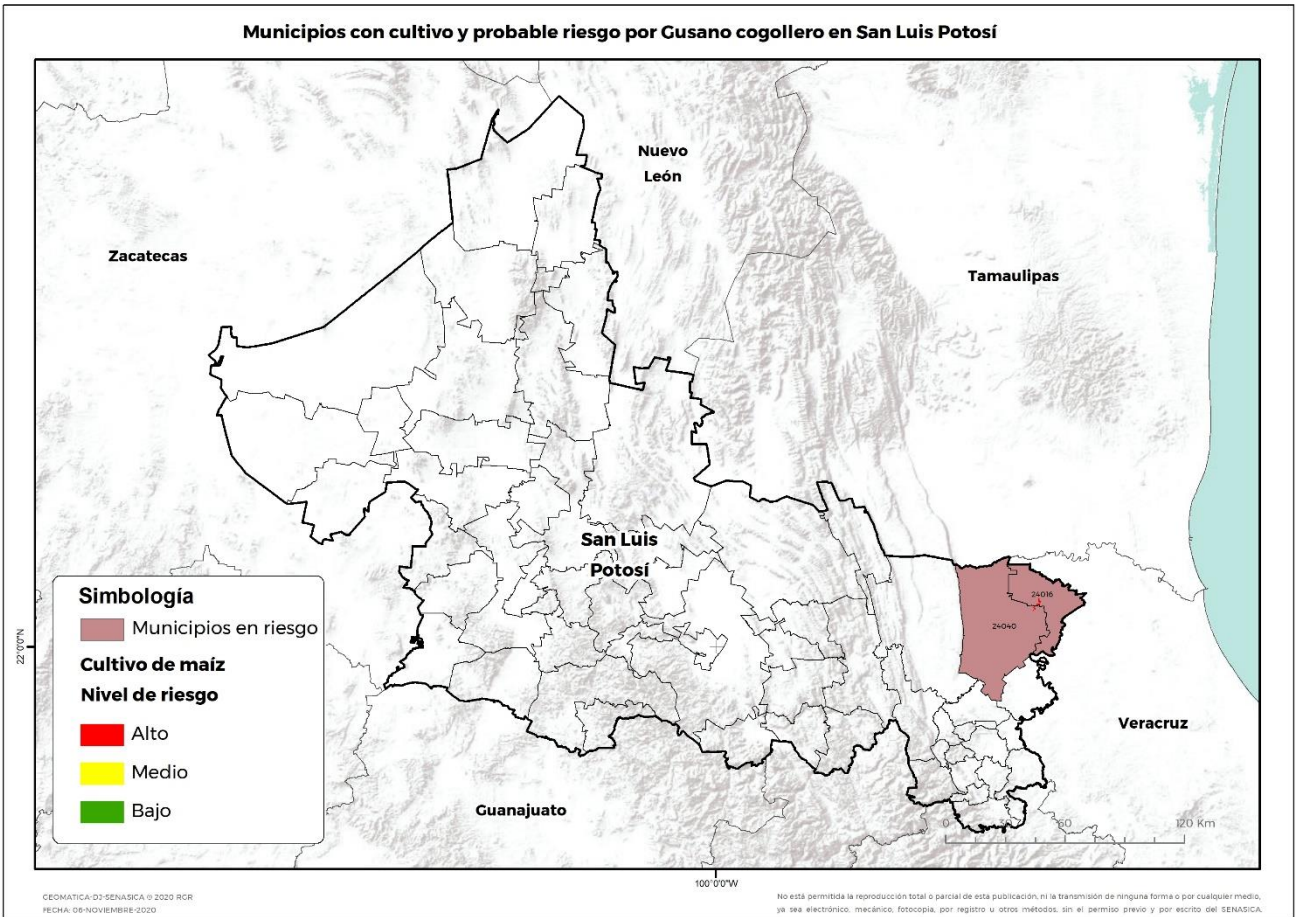 Municipios con cultivo y probable riesgo por Gusano cogollero en San Luis Potosí
Nuevo
León
Zacatecas
Tamaulipas
San Luis
Potosí
24016
24040
22°0'0"N
Simbología
Municipios en riesgo
Cultivo de maíz
Nivel de riesgo
Alto
Medio
Bajo
Veracruz
Guanajuato
0 30 60 120 Km
100°0'0"W
GEOMATICA-DJ-SENASICA © 2020 RGR
FECHA: 06-NOVIEMBRE-2020
No está permitida la reproducción total o parcial de esta publicación, ni la transmisión de ninguna forma o por cualquier medio,
ya sea electrónico, mecánico, fotocopia, por registro u otros métodos, sin el permiso previo y por escrito del SENASICA.